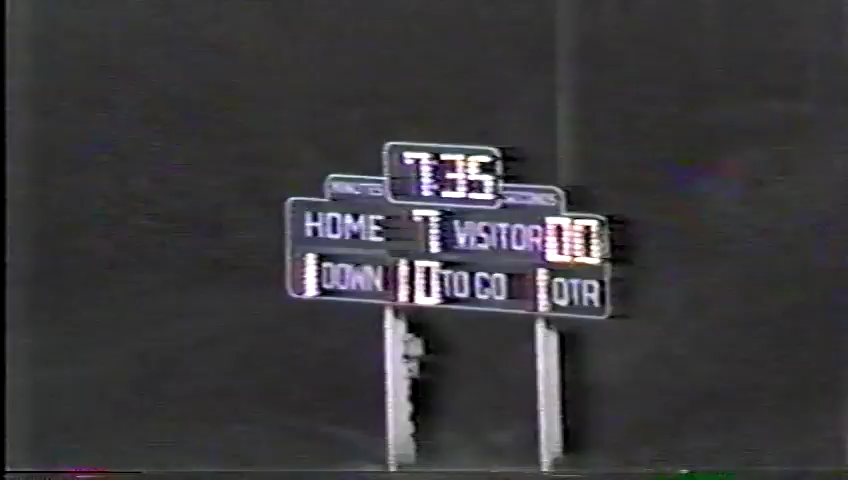 7 35
MINUTES SECONDS
HOME 7 VISITOR 00
1 DOWN 10 TO GO 1 QTR